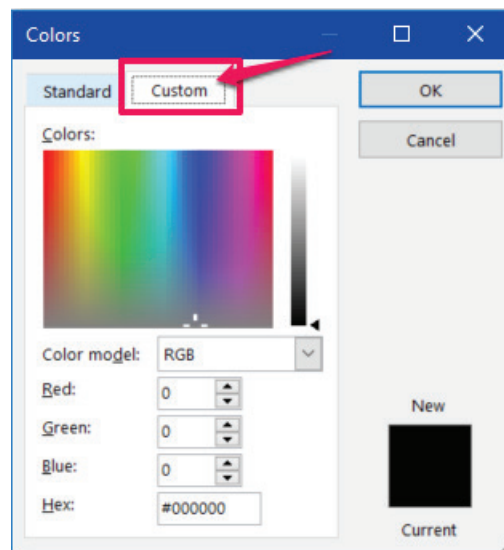 Colors
Standard Custom OK
Colors: Cancel
Color model: RGB
Red: 0
Green: 0 New
Blue: 0
Hex: #000000
Current